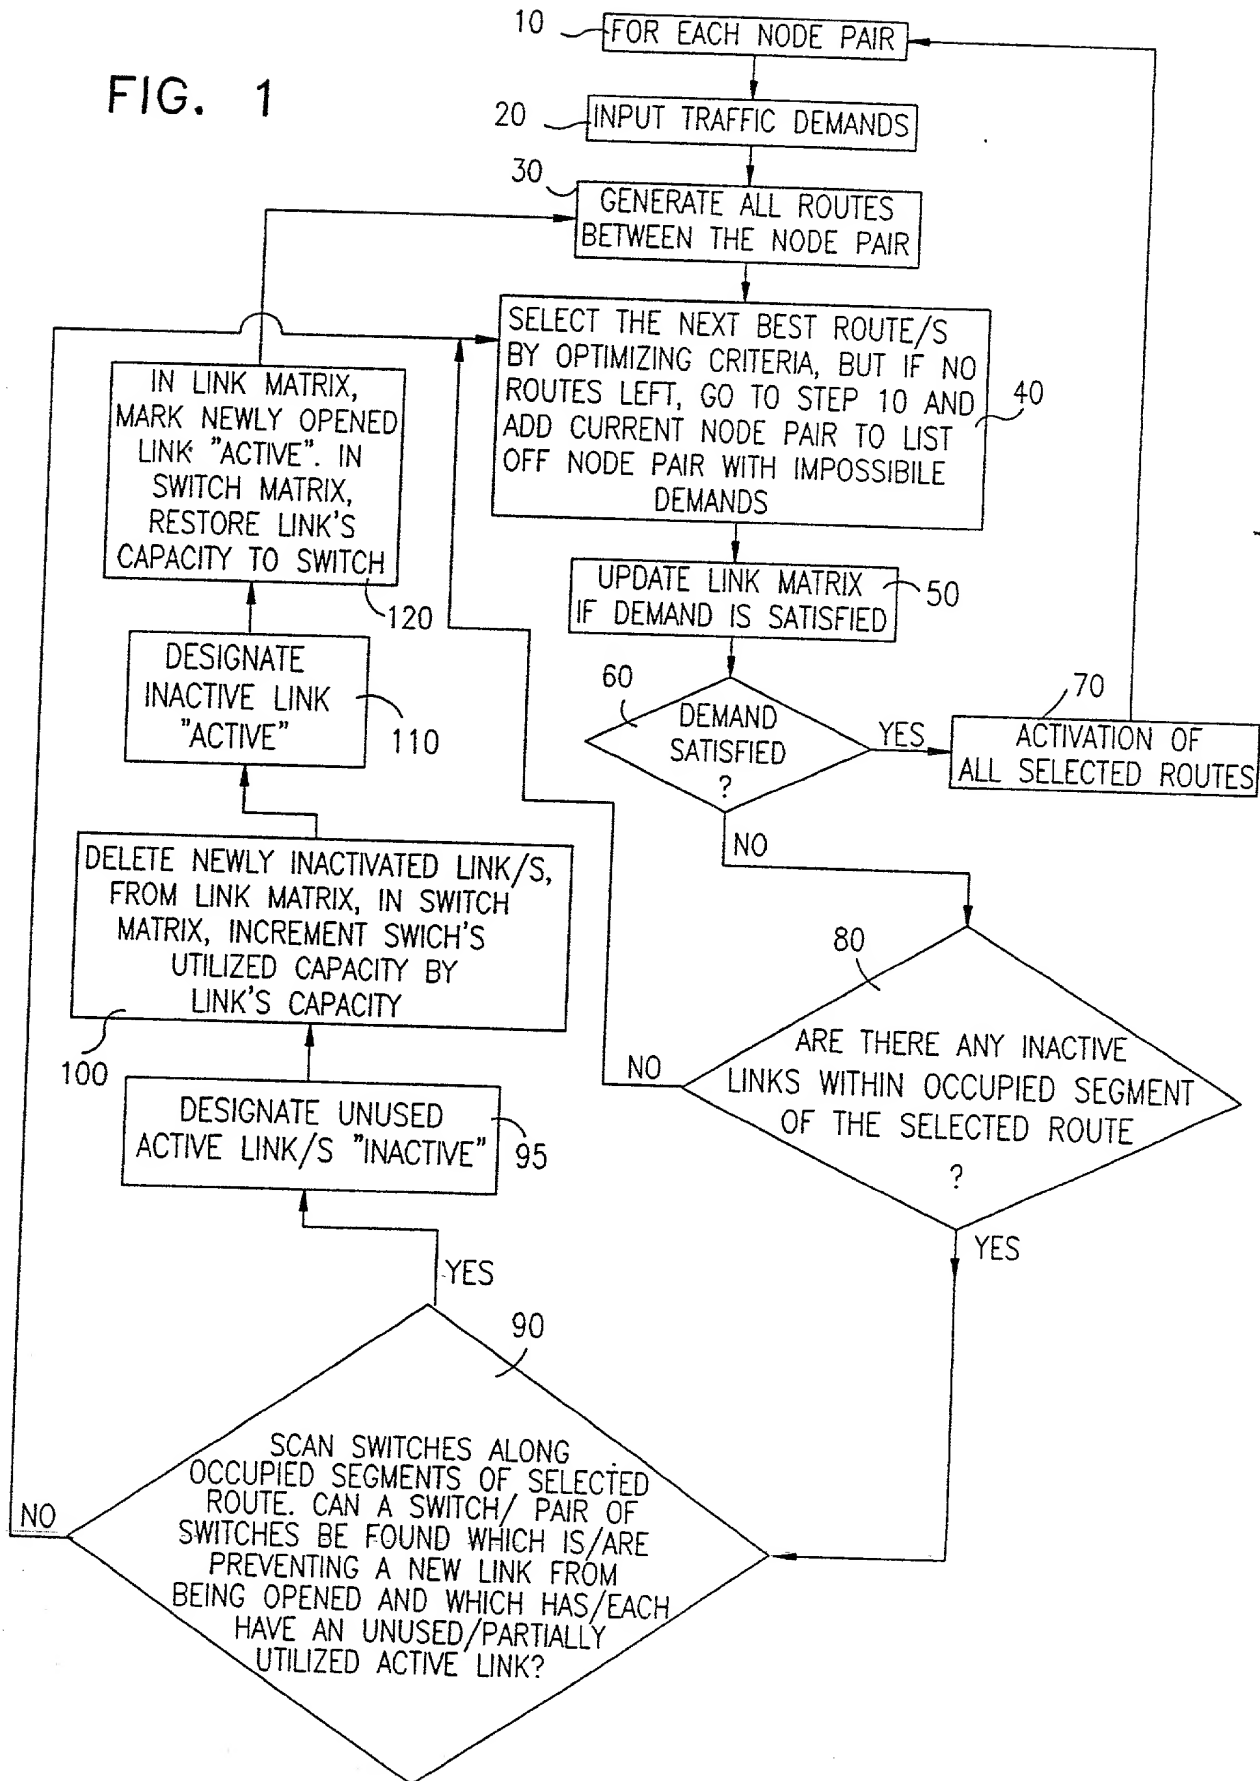 FIG. 1
10
FOR EACH NODE PAIR
20
INPUT TRAFFIC DEMANDS
30
GENERATE ALL ROUTES
BETWEEN THE NODE PAIR
SELECT THE NEXT BEST ROUTE/S
BY OPTIMIZING CRITERIA, BUT IF NO
ROUTES LEFT, GO TO STEP 10 AND
ADD CURRENT NODE PAIR TO LIST
OFF NODE PAIR WITH IMPOSSIBILE
DEMANDS
40
IN LINK MATRIX,
MARK NEWLY OPENED
LINK "ACTIVE". IN
SWITCH MATRIX,
RESTORE LINK'S
CAPACITY TO SWITCH
120
UPDATE LINK MATRIX
IF DEMAND IS SATISFIED
50
DESIGNATE
INACTIVE LINK
"ACTIVE"
110
60
DEMAND
SATISFIED
?
YES
70
ACTIVATION OF
ALL SELECTED ROUTES
NO
DELETE NEWLY INACTIVATED LINK/S,
FROM LINK MATRIX, IN SWITCH
MATRIX, INCREMENT SWICH'S
UTILIZED CAPACITY BY
LINK'S CAPACITY
100
80
ARE THERE ANY INACTIVE
LINKS WITHIN OCCUPIED SEGMENT
OF THE SELECTED ROUTE
?
NO
YES
DESIGNATE UNUSED
ACTIVE LINK/S "INACTIVE"
95
YES
90
SCAN SWITCHES ALONG
OCCUPIED SEGMENTS OF SELECTED
ROUTE. CAN A SWITCH/ PAIR OF
SWITCHES BE FOUND WHICH IS/ARE
PREVENTING A NEW LINK FROM
BEING OPENED AND WHICH HAS/EACH
HAVE AN UNUSED/PARTIALLY
UTILIZED ACTIVE LINK?
NO